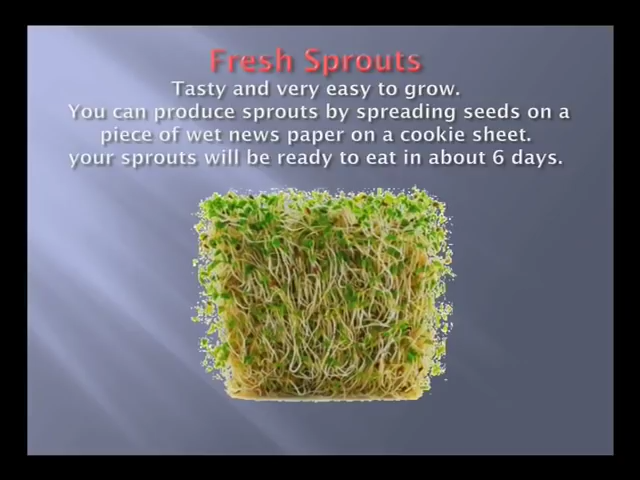 Fresh Sprouts
Tasty and very easy to grow.
You can produce sprouts by spreading seeds on a
piece of wet news paper on a cookie sheet.
your sprouts will be ready to eat in about 6 days.